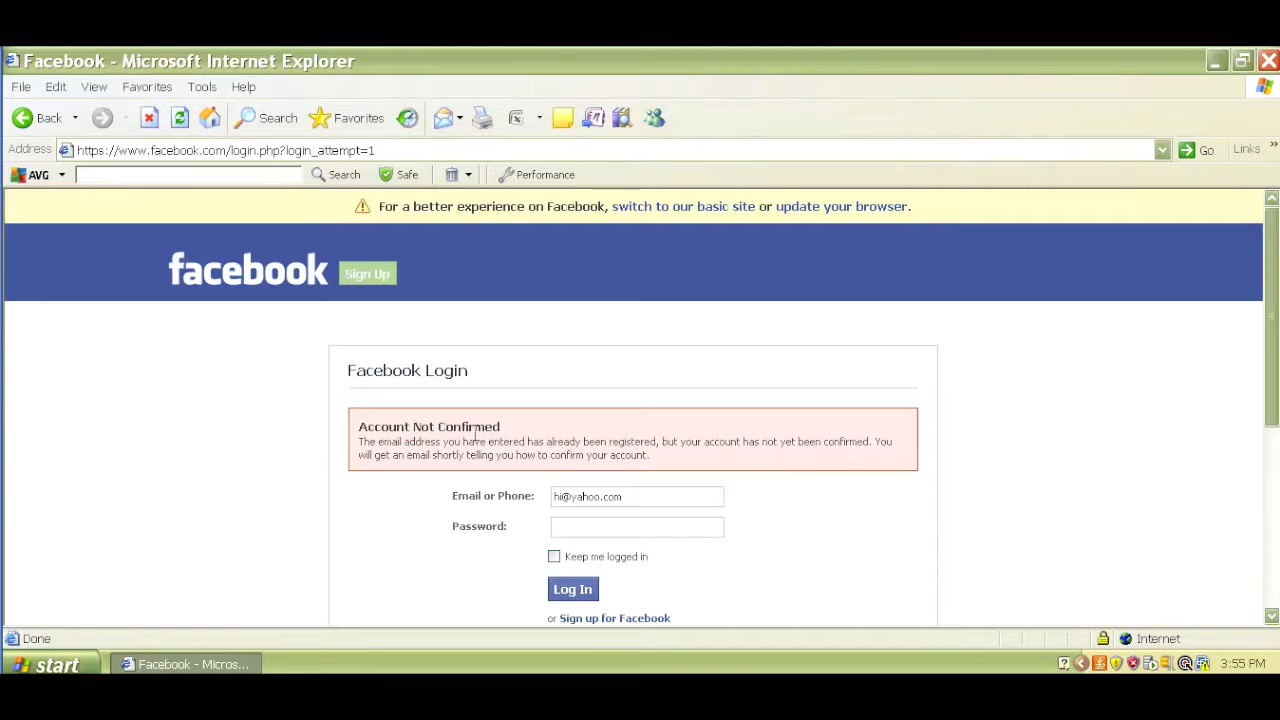 Facebook - Microsoft Internet Explorer
File Edit View Favorites Tools Help
Back Search Favorites
Address https://www.facebook.com/login.php?login_attempt=1 Go Links »
AVG Search Safe Performance
For a better experience on Facebook, switch to our basic site or update your browser.
facebook Sign Up
Facebook Login
Account Not Confirmed
The email address you have entered has already been registered, but your account has not yet been confirmed. You
will get an email shortly telling you how to confirm your account.
Email or Phone: hi@yahoo.com
Password:
Keep me logged in
Log In
or Sign up for Facebook
Done Internet
start Facebook - Micros... 3:55 PM